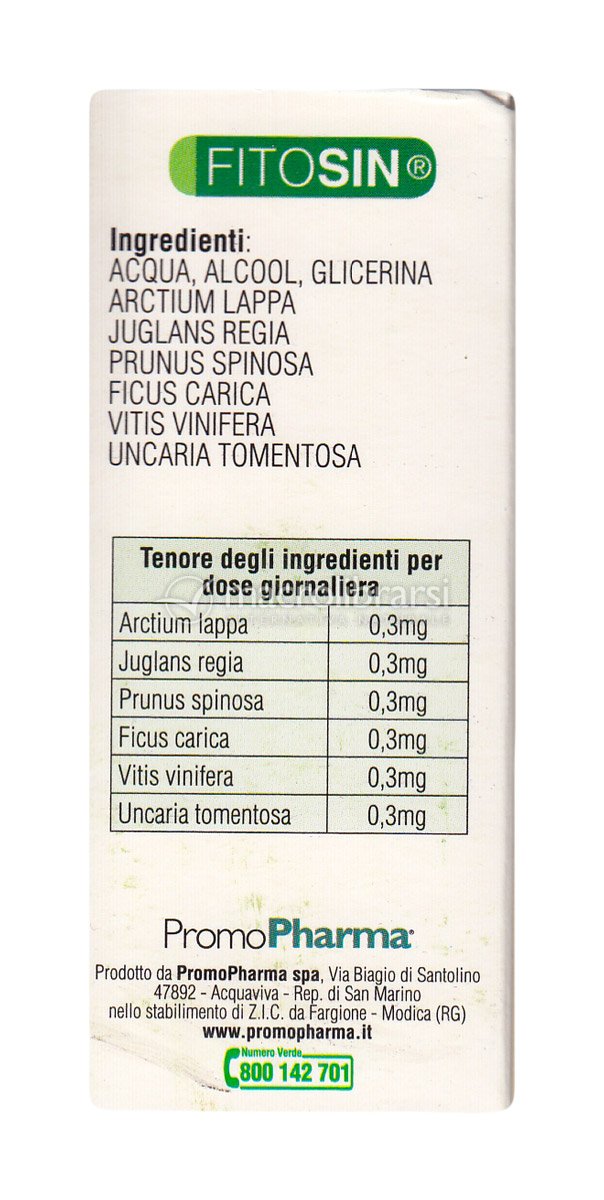 FITOSIN®
Ingredienti:
ACQUA, ALCOOL, GLICERINA
ARCTIUM LAPPA
JUGLANS REGIA
PRUNUS SPINOSA
FICUS CARICA
VITIS VINIFERA
UNCARIA TOMENTOSA
Tenore degli ingredienti per
dose giornaliera
macrolibrarsi
Arctium lappa 0,3mg
Juglans regia 0,3mg
Prunus spinosa 0,3mg
Ficus carica 0,3mg
Vitis vinifera 0,3mg
Uncaria tomentosa 0,3mg
PromoPharma®
Prodotto da PromoPharma spa, Via Biagio di Santolino
47892 - Acquaviva - Rep. di San Marino
nello stabilimento di Z.I.C. da Fargione - Modica (RG)
www.promopharma.it
Numero Verde
800 142 701